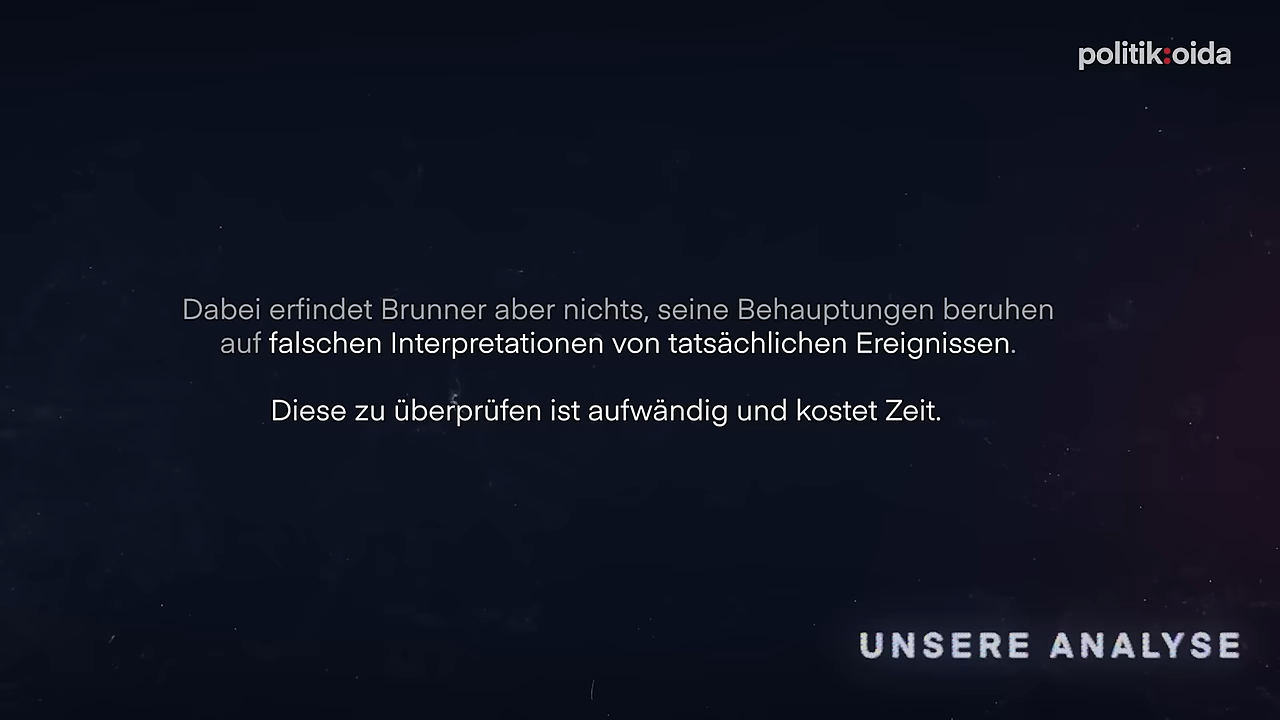 politik:oida
Dabei erfindet Brunner aber nichts, seine Behauptungen beruhen
auf falschen Interpretationen von tatsächlichen Ereignissen.
Diese zu überprüfen ist aufwändig und kostet Zeit.
UNSERE ANALYSE